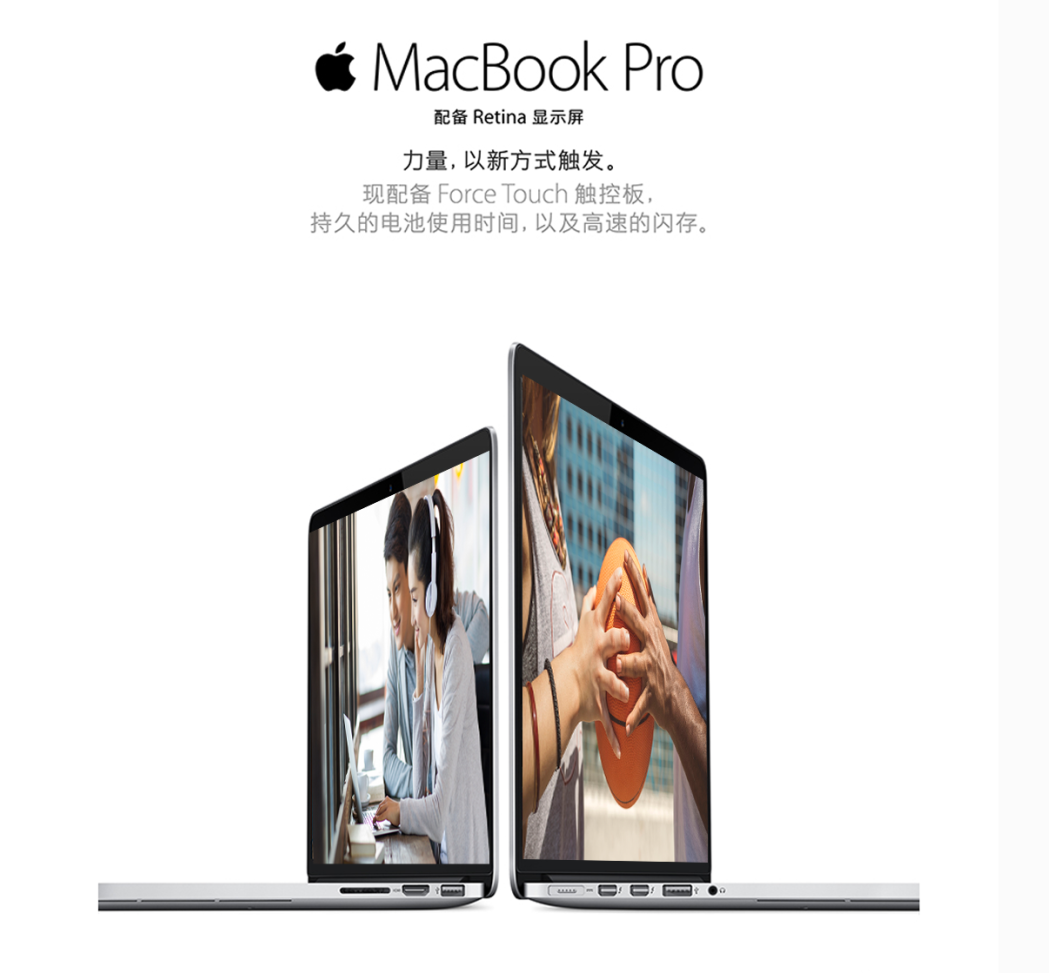 MacBook Pro
配备 Retina 显示屏
力量，以新方式触发。
现配备 Force Touch 触控板，
持久的电池使用时间，以及高速的闪存。